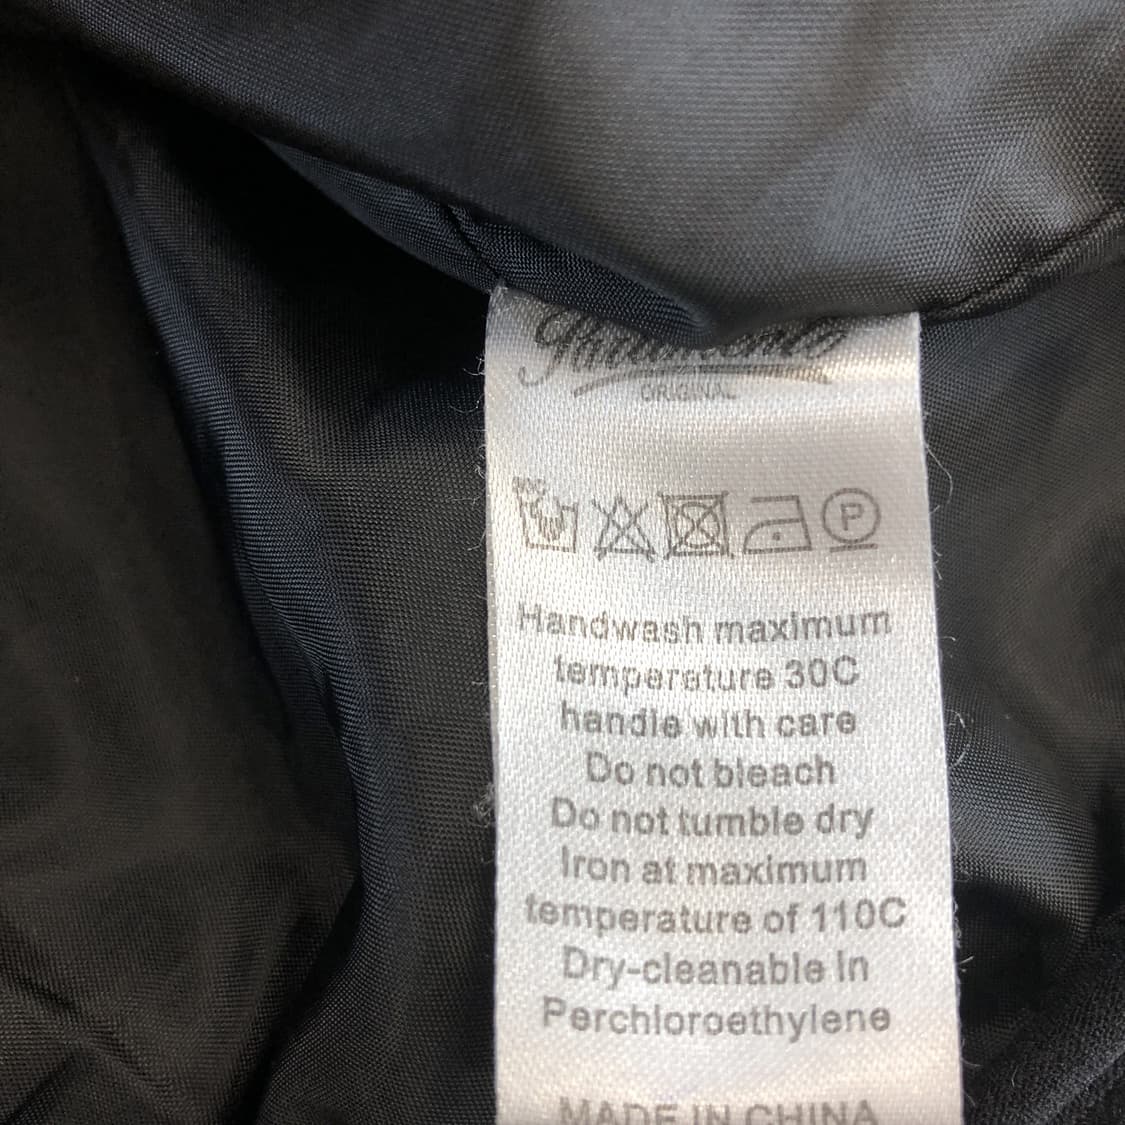 ORIGINAL
P
Handwash maximum
temperature 30C
handle with care
Do not bleach
Do not tumble dry
Iron at maximum
temperature of 110C
Dry-cleanable in
Perchloroethylene
MADE IN CHINA